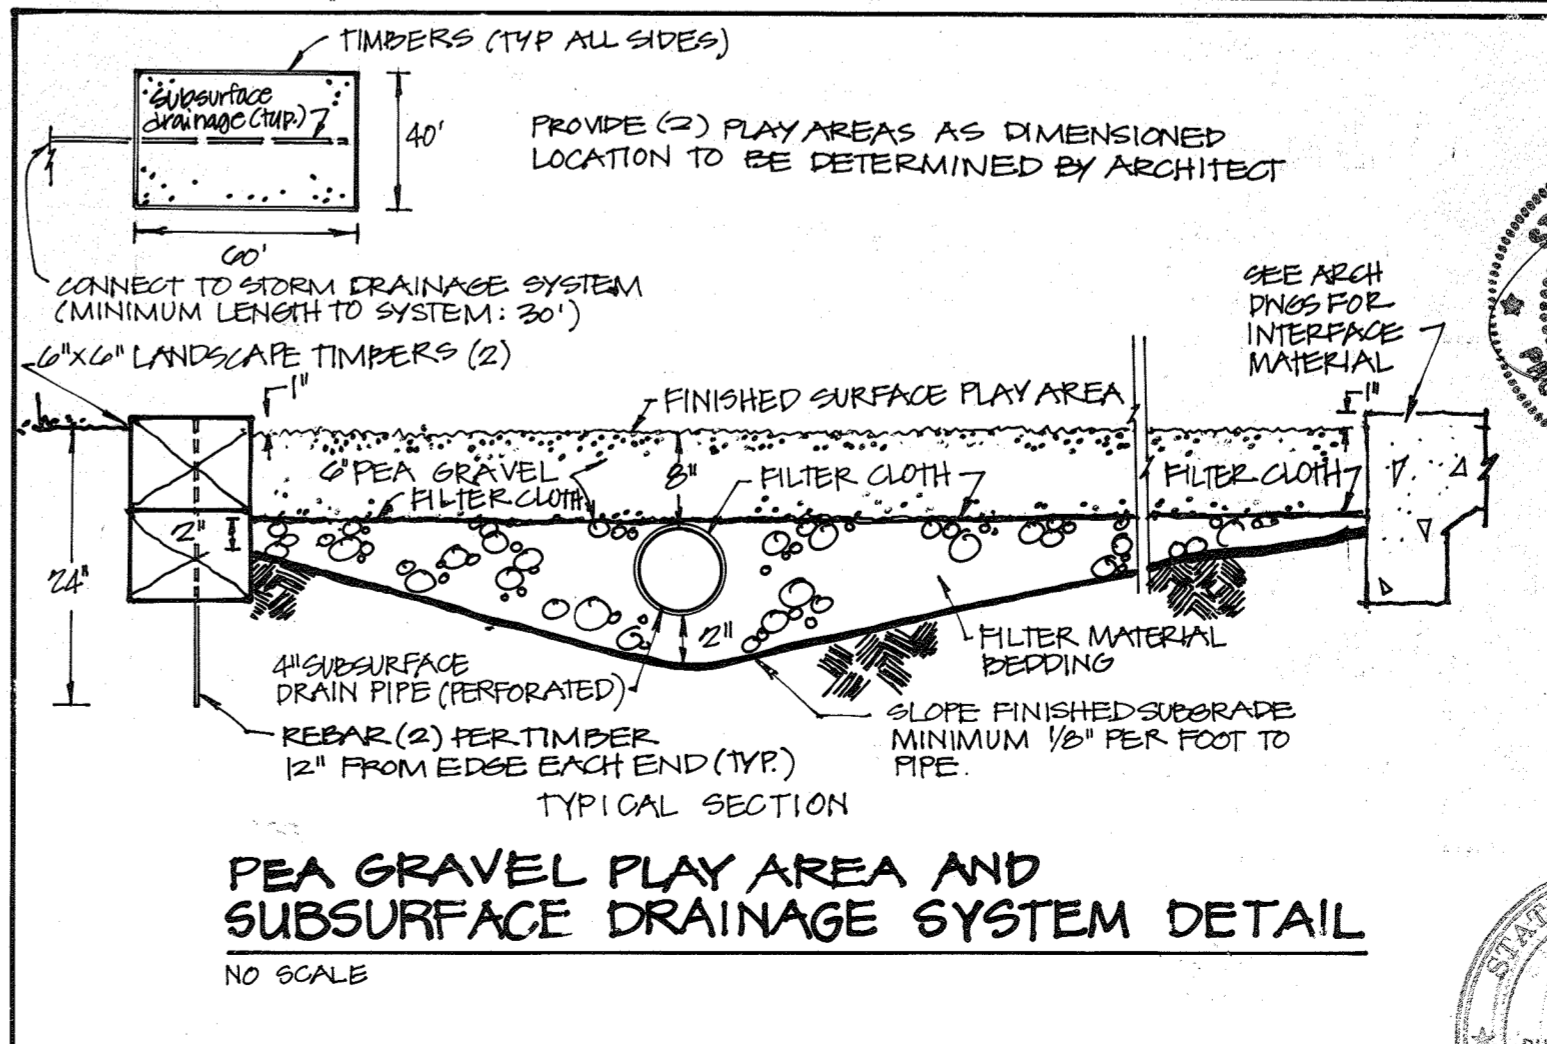 TIMBERS (TYP ALL SIDES)
Subsurface
drainage (typ.)
40'
60'
PROVIDE (2) PLAY AREAS AS DIMENSIONED
LOCATION TO BE DETERMINED BY ARCHITECT
CONNECT TO STORM DRAINAGE SYSTEM
(MINIMUM LENGTH TO SYSTEM: 30')
6"X6" LANDSCAPE TIMBERS (2)
1"
FINISHED SURFACE PLAY AREA
SEE ARCH
DNGS FOR
INTERFACE
MATERIAL
1"
6" PEA GRAVEL
FILTER CLOTH
8"
FILTER CLOTH
FILTER CLOTH
2"
24"
2"
FILTER MATERIAL
BEDDING
4" SUBSURFACE
DRAIN PIPE (PERFORATED)
REBAR (2) PER TIMBER
12" FROM EDGE EACH END (TYP.)
SLOPE FINISHED SUBGRADE
MINIMUM 1/8" PER FOOT TO
PIPE.
TYPICAL SECTION
PEA GRAVEL PLAY AREA AND
SUBSURFACE DRAINAGE SYSTEM DETAIL
NO SCALE
STAT